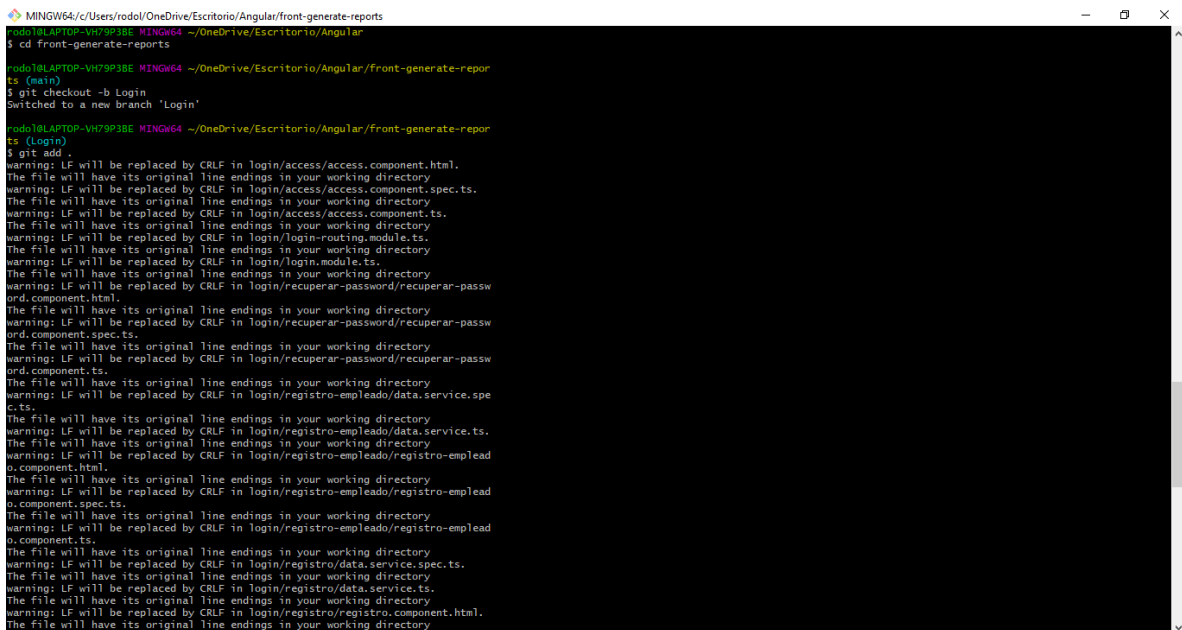 MINGW64:/c/Users/rodol/OneDrive/Escritorio/Angular/front-generate-reports
rodol@LAPTOP-VH79P3BE MINGW64 ~/OneDrive/Escritorio/Angular
$ cd front-generate-reports
rodol@LAPTOP-VH79P3BE MINGW64 ~/OneDrive/Escritorio/Angular/front-generate-repor
ts (main)
$ git checkout -b Login
Switched to a new branch 'Login'
rodol@LAPTOP-VH79P3BE MINGW64 ~/OneDrive/Escritorio/Angular/front-generate-repor
ts (Login)
$ git add .
warning: LF will be replaced by CRLF in login/access/access.component.html.
The file will have its original line endings in your working directory
warning: LF will be replaced by CRLF in login/access/access.component.spec.ts.
The file will have its original line endings in your working directory
warning: LF will be replaced by CRLF in login/access/access.component.ts.
The file will have its original line endings in your working directory
warning: LF will be replaced by CRLF in login/login-routing.module.ts.
The file will have its original line endings in your working directory
warning: LF will be replaced by CRLF in login/login.module.ts.
The file will have its original line endings in your working directory
warning: LF will be replaced by CRLF in login/recuperar-password/recuperar-passw
ord.component.html.
The file will have its original line endings in your working directory
warning: LF will be replaced by CRLF in login/recuperar-password/recuperar-passw
ord.component.spec.ts.
The file will have its original line endings in your working directory
warning: LF will be replaced by CRLF in login/recuperar-password/recuperar-passw
ord.component.ts.
The file will have its original line endings in your working directory
warning: LF will be replaced by CRLF in login/registro-empleado/data.service.spe
c.ts.
The file will have its original line endings in your working directory
warning: LF will be replaced by CRLF in login/registro-empleado/data.service.ts.
The file will have its original line endings in your working directory
warning: LF will be replaced by CRLF in login/registro-empleado/registro-emplead
o.component.html.
The file will have its original line endings in your working directory
warning: LF will be replaced by CRLF in login/registro-empleado/registro-emplead
o.component.spec.ts.
The file will have its original line endings in your working directory
warning: LF will be replaced by CRLF in login/registro-empleado/registro-emplead
o.component.ts.
The file will have its original line endings in your working directory
warning: LF will be replaced by CRLF in login/registro/data.service.spec.ts.
The file will have its original line endings in your working directory
warning: LF will be replaced by CRLF in login/registro/data.service.ts.
The file will have its original line endings in your working directory
warning: LF will be replaced by CRLF in login/registro/registro.component.html.
The file will have its original line endings in your working directory